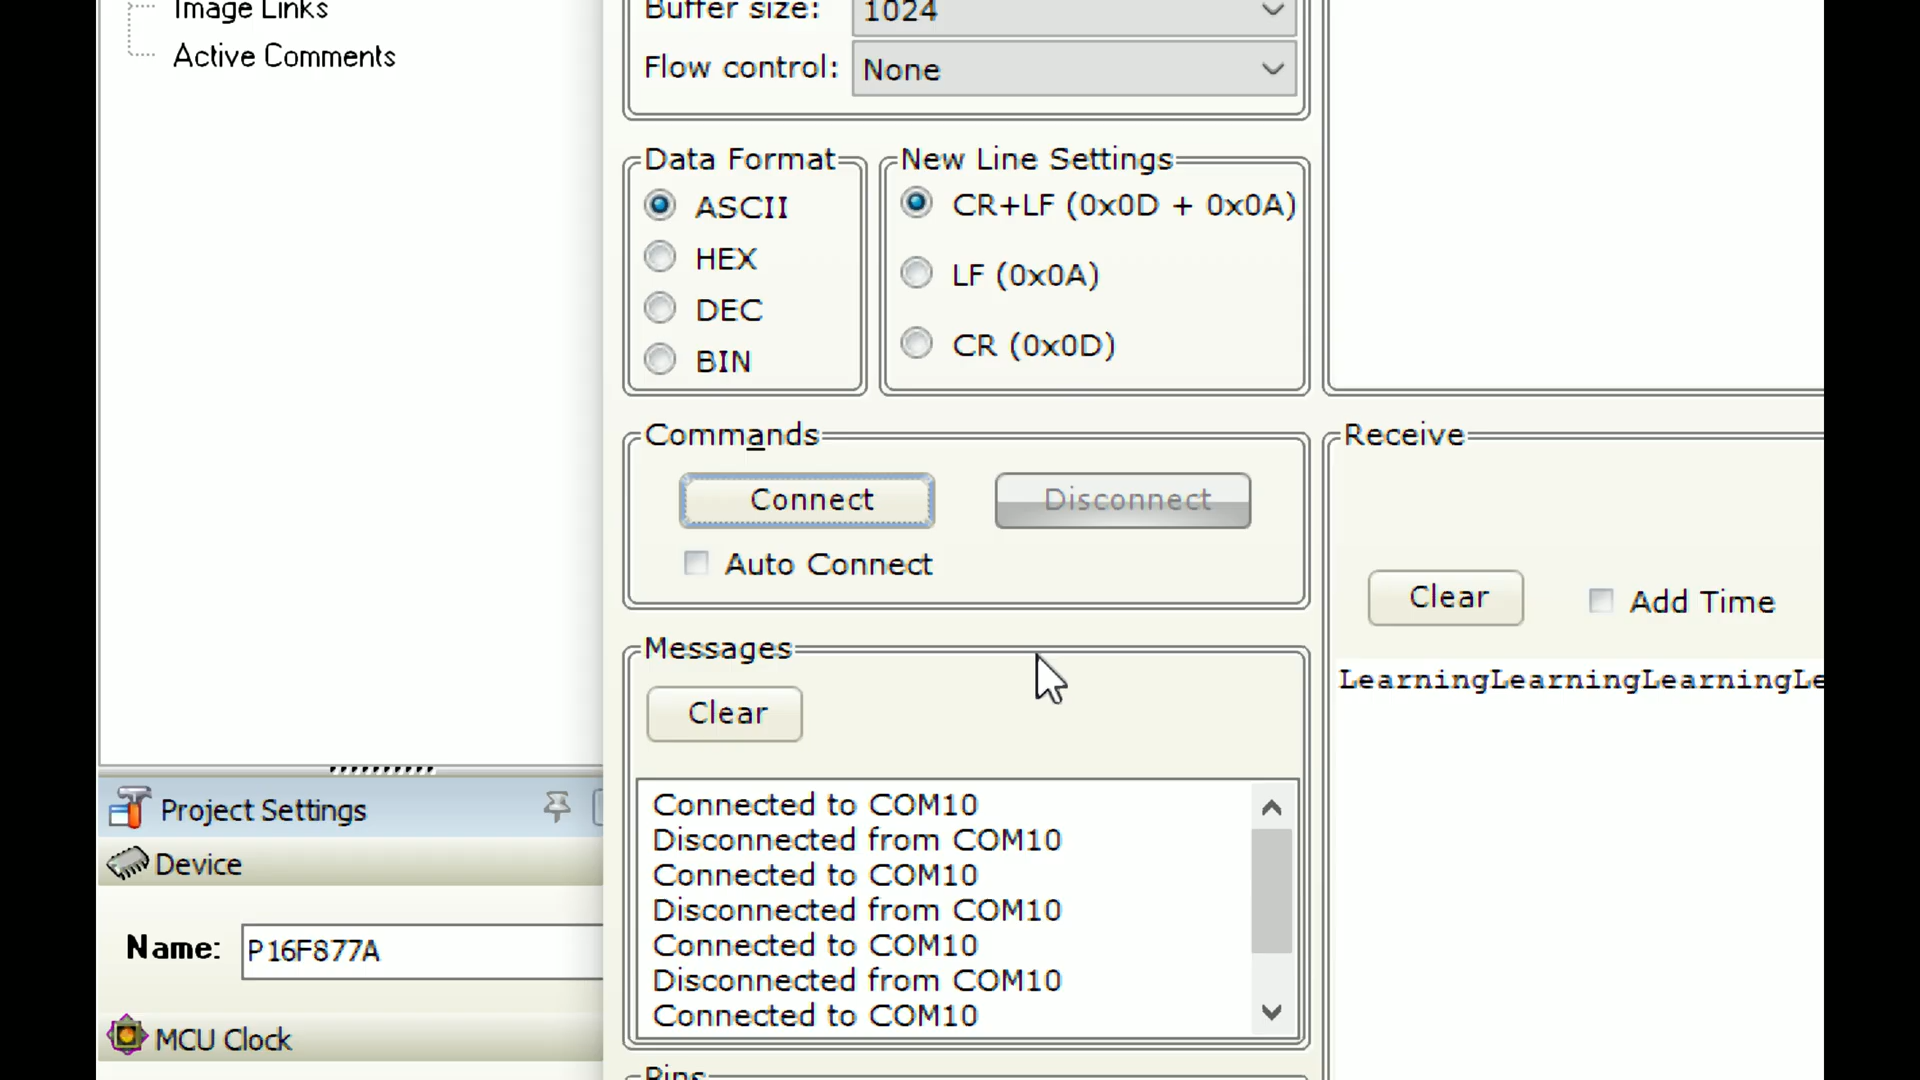 Image Links
Active Comments
Buffer size: 1024
Flow control: None
Data Format
ASCII
HEX
DEC
BIN
New Line Settings
CR+LF (0x0D + 0x0A)
LF (0x0A)
CR (0x0D)
Commands
Connect
Disconnect
Auto Connect
Receive
Clear
Add Time
LearningLearningLearningLe
Messages
Clear
Connected to COM10
Disconnected from COM10
Connected to COM10
Disconnected from COM10
Connected to COM10
Disconnected from COM10
Connected to COM10
Pins
Project Settings
Device
Name: P16F877A
MCU Clock